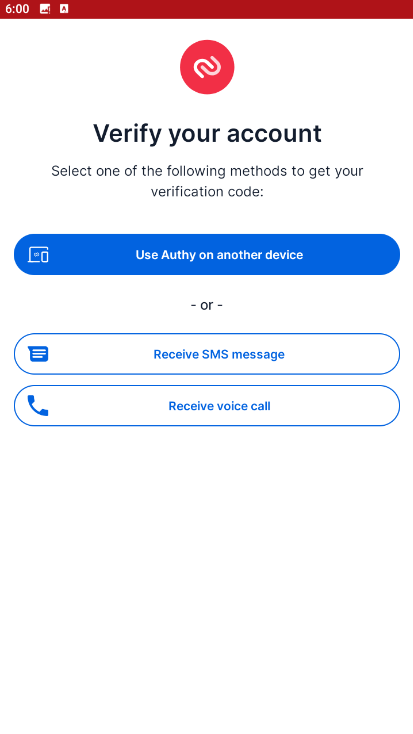 6:00
Verify your account
Select one of the following methods to get your
verification code:
Use Authy on another device
- or -
Receive SMS message
Receive voice call